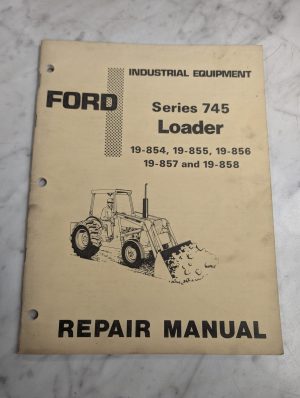 INDUSTRIAL EQUIPMENT
FORD
Series 745
Loader
19-854, 19-855, 19-856
19-857 and 19-858
REPAIR MANUAL